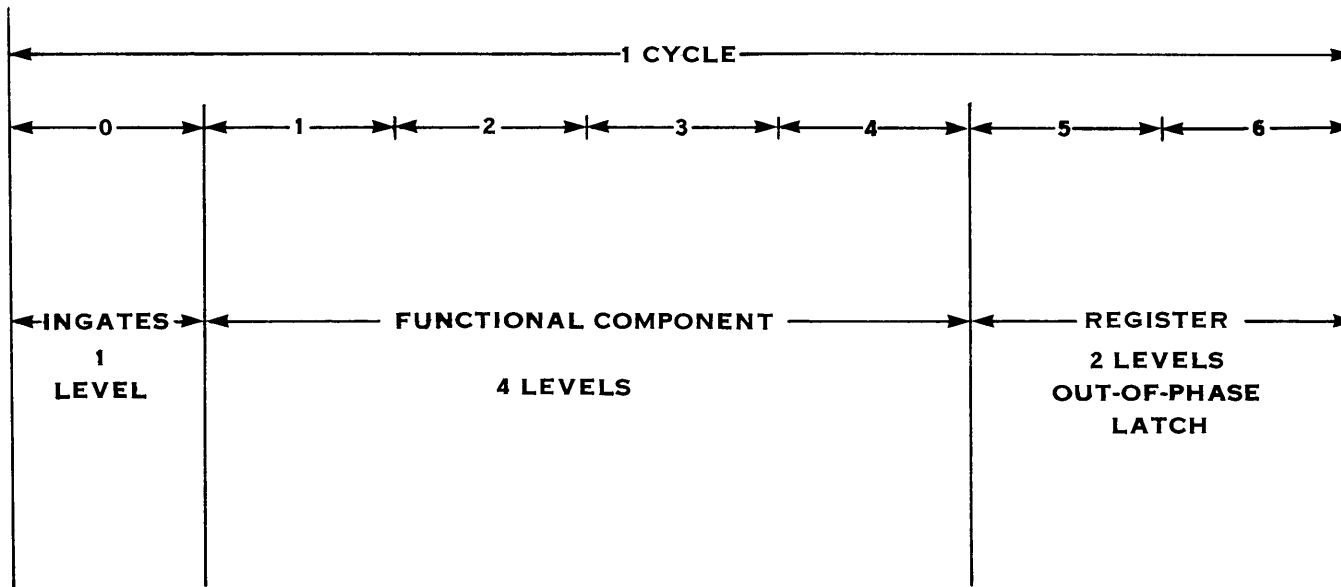 1 CYCLE
0 1 2 3 4 5 6
INGATES FUNCTIONAL COMPONENT REGISTER
1 LEVEL
4 LEVELS
2 LEVELS
OUT-OF-PHASE
LATCH